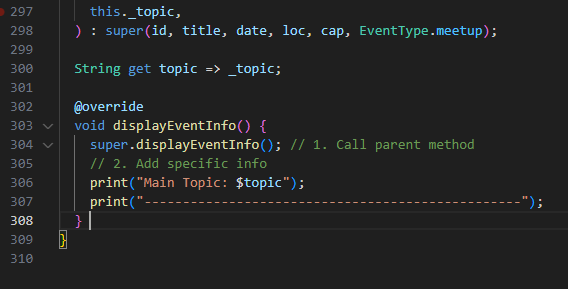 297 this._topic,
298 ) : super(id, title, date, loc, cap, EventType.meetup);
299
300 String get topic => _topic;
301
302 @override
303 void displayEventInfo() {
304 super.displayEventInfo(); // 1. Call parent method
305 // 2. Add specific info
306 print("Main Topic: $topic");
307 print("--------------------------------------------------");
308 }
309 }
310